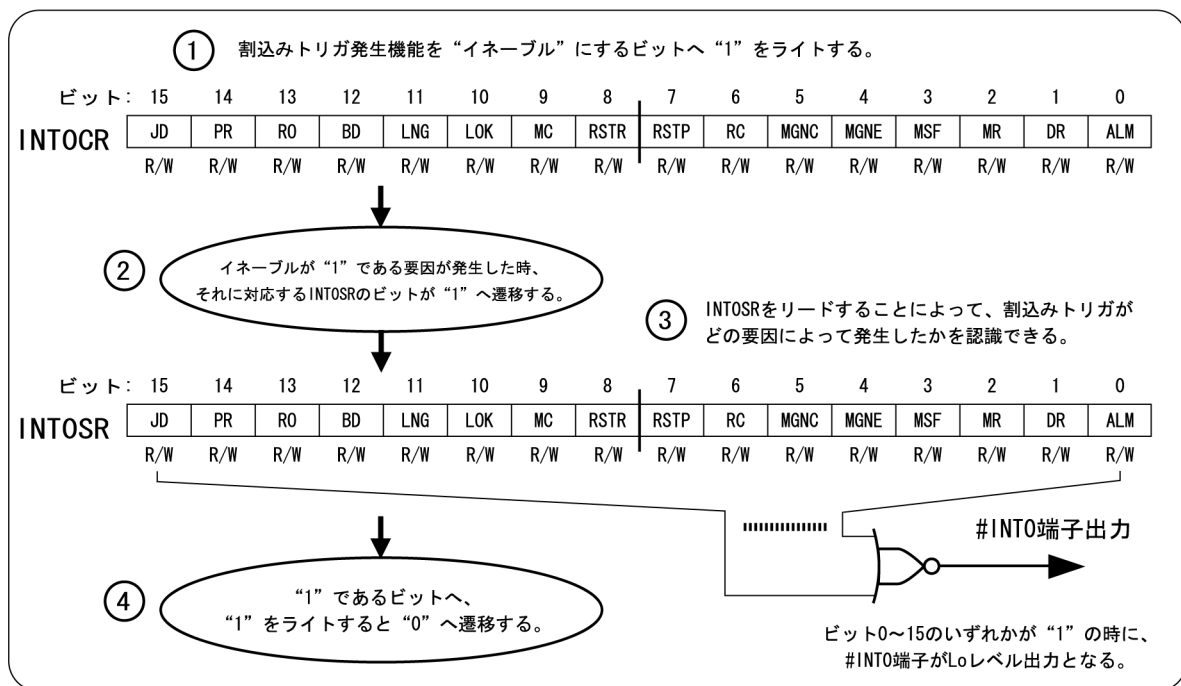 ① 割込みトリガ発生機能を“イネーブル”にするビットへ“1”をライトする。
ビット: 15 14 13 12 11 10 9 8 7 6 5 4 3 2 1 0
INT0CR JD PR RO BD LNG LOK MC RSTR RSTP RC MGNC MGNE MSF MR DR ALM
R/W R/W R/W R/W R/W R/W R/W R/W R/W R/W R/W R/W R/W R/W R/W R/W
② イネーブルが“1”である要因が発生した時、
それに対応するINT0SRのビットが“1”へ遷移する。
③ INT0SRをリードすることによって、割込みトリガが
どの要因によって発生したかを認識できる。
ビット: 15 14 13 12 11 10 9 8 7 6 5 4 3 2 1 0
INT0SR JD PR RO BD LNG LOK MC RSTR RSTP RC MGNC MGNE MSF MR DR ALM
R/W R/W R/W R/W R/W R/W R/W R/W R/W R/W R/W R/W R/W R/W R/W R/W
#INT0端子出力
④ “1”であるビットへ、
“1”をライトすると“0”へ遷移する。
ビット0～15のいずれかが“1”の時に、
#INT0端子がLoレベル出力となる。